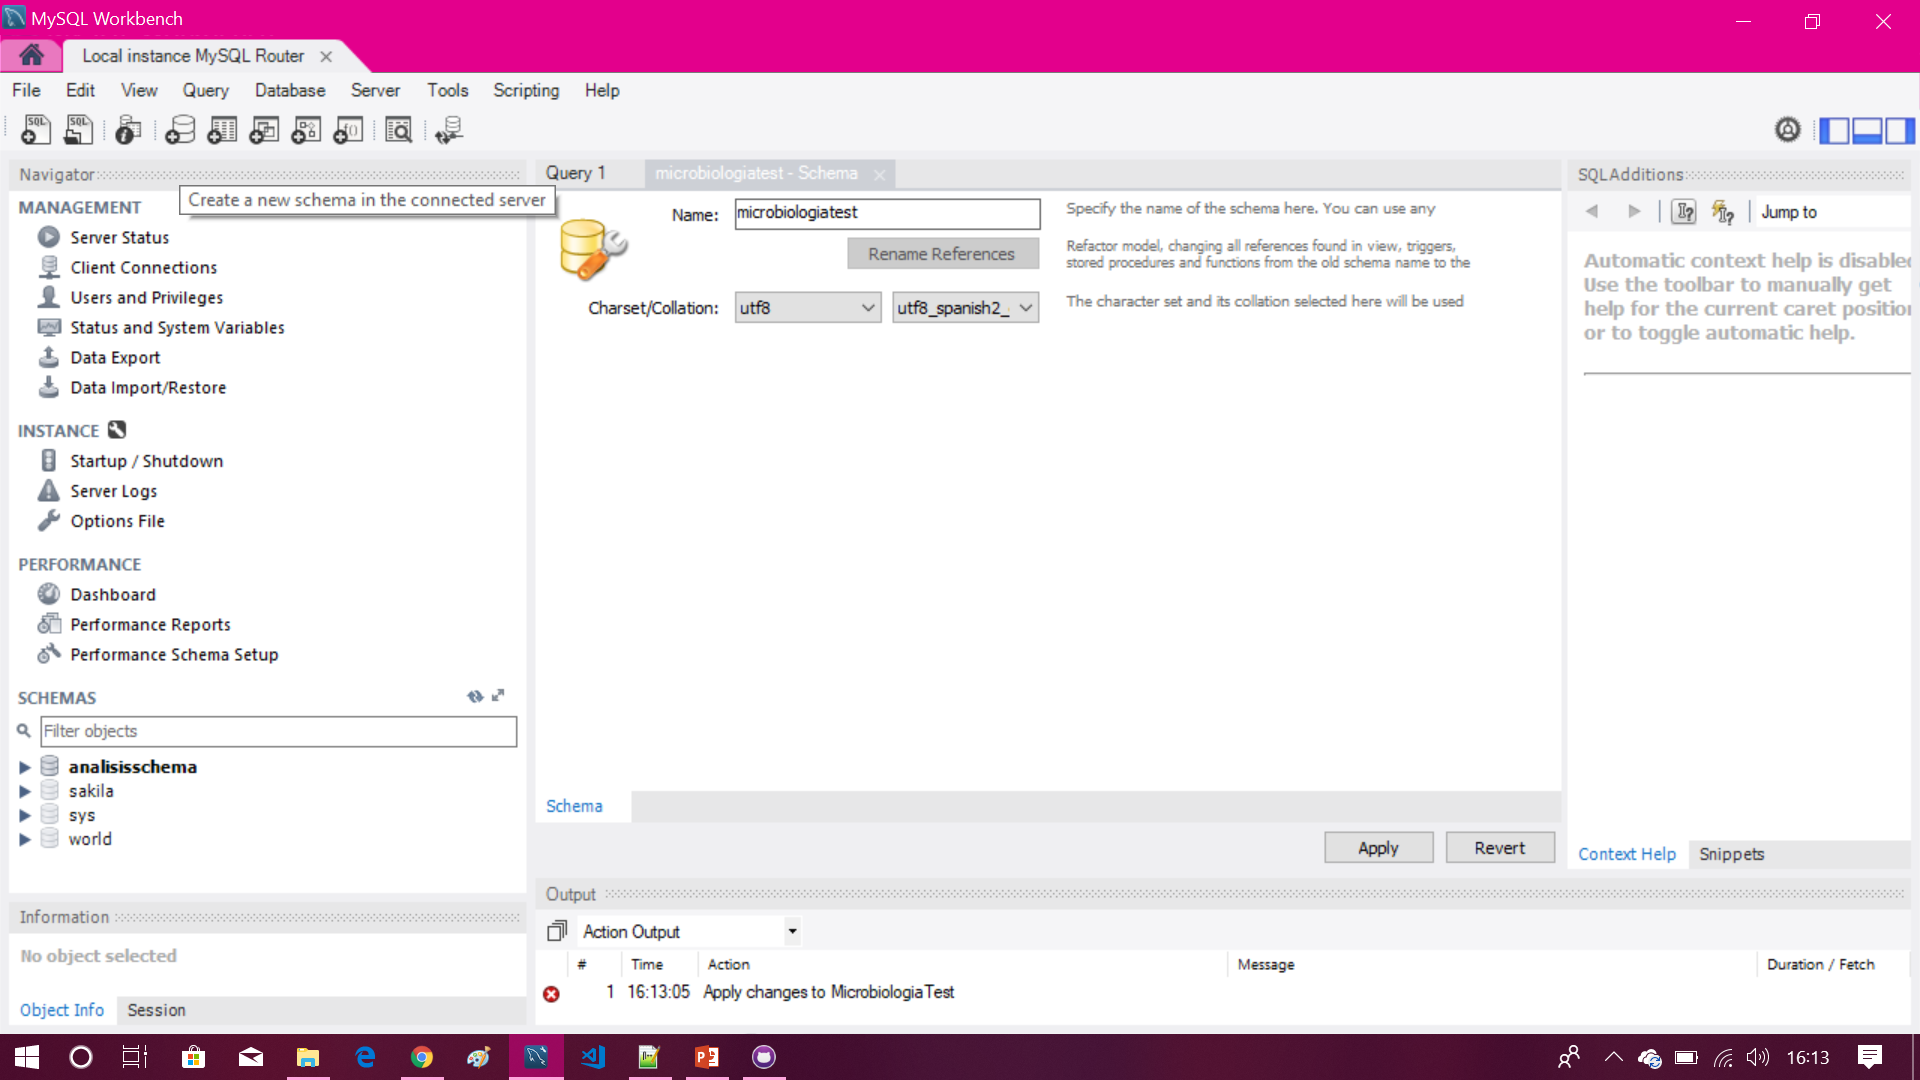 MySQL Workbench
Local instance MySQL Router
File Edit View Query Database Server Tools Scripting Help
Navigator
Create a new schema in the connected server
MANAGEMENT
Server Status
Client Connections
Users and Privileges
Status and System Variables
Data Export
Data Import/Restore
INSTANCE
Startup / Shutdown
Server Logs
Options File
PERFORMANCE
Dashboard
Performance Reports
Performance Schema Setup
SCHEMAS
Filter objects
analisisschema
sakila
sys
world
Information
No object selected
Object Info Session
Query 1 microbiologiatest - Schema
Name: microbiologiatest
Specify the name of the schema here. You can use any
Rename References
Refactor model, changing all references found in view, triggers,
stored procedures and functions from the old schema name to the
Charset/Collation: utf8 utf8_spanish2_
The character set and its collation selected here will be used
Schema
Apply Revert
Output
Action Output
# Time Action Message Duration / Fetch
1 16:13:05 Apply changes to MicrobiologiaTest
SQLAdditions
Jump to
Automatic context help is disabled
Use the toolbar to manually get
help for the current caret position
or to toggle automatic help.
Context Help Snippets
16:13